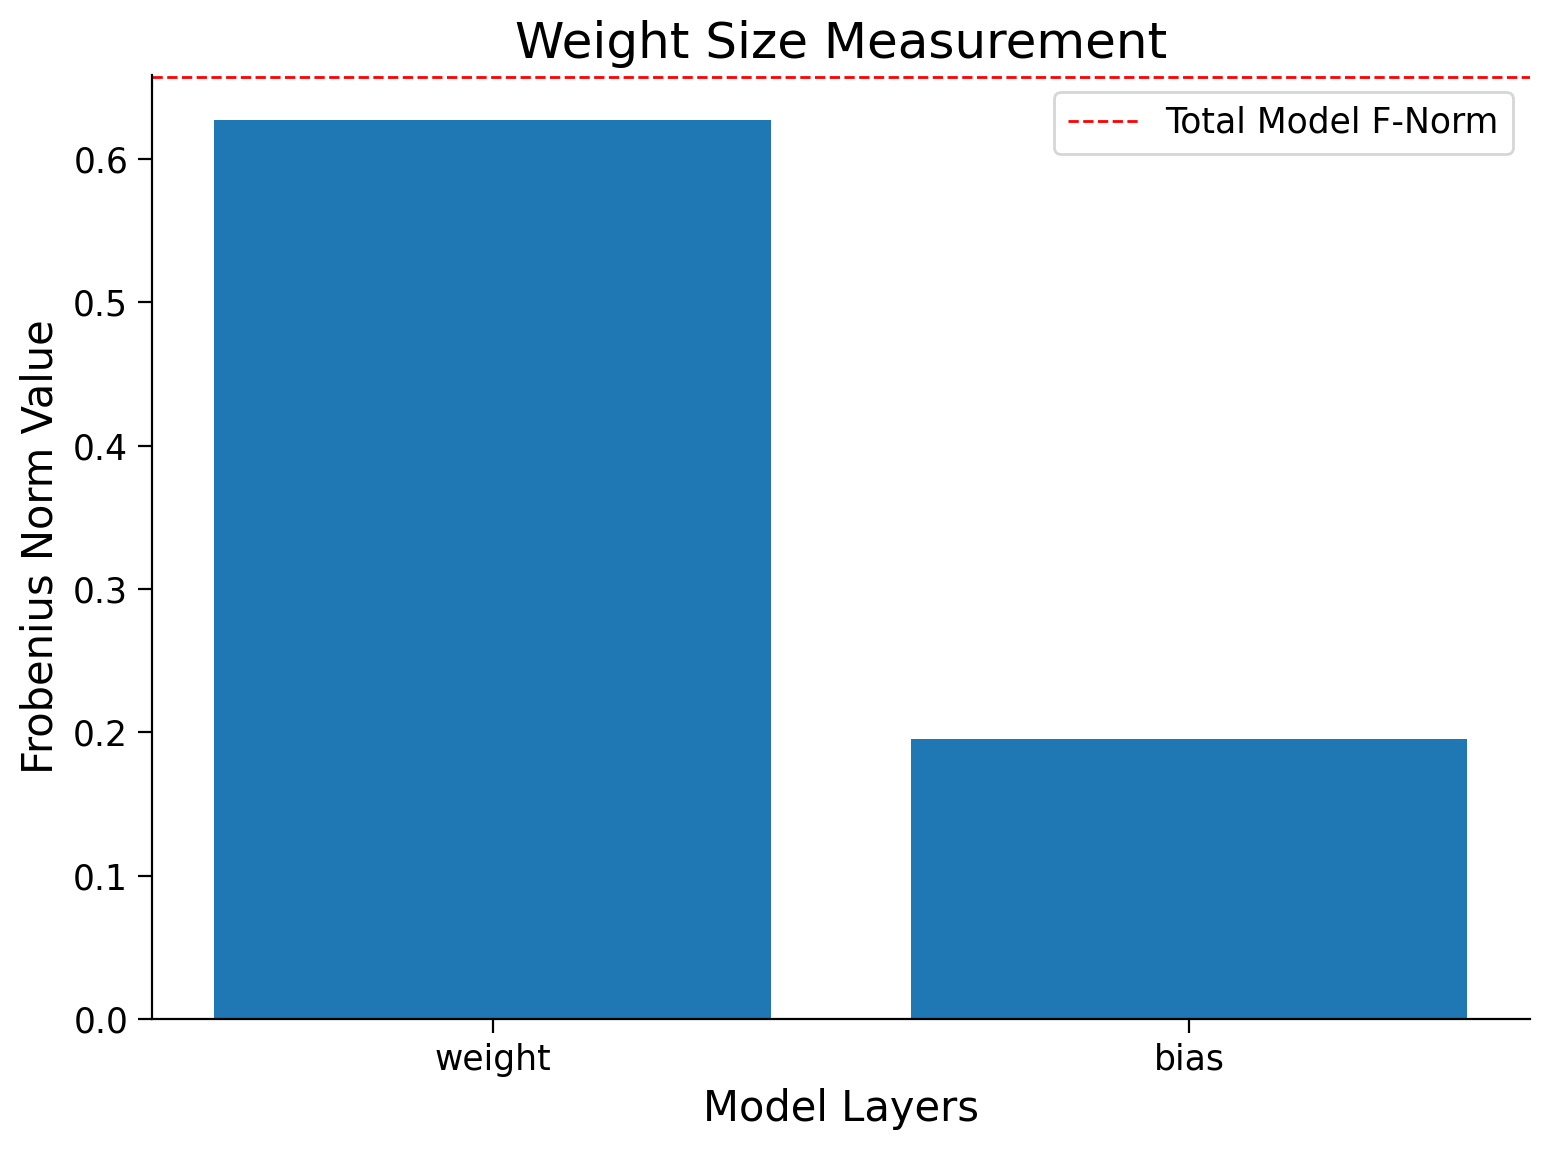 Weight Size Measurement
Total Model F-Norm
Frobenius Norm Value
0.6
0.5
0.4
0.3
0.2
0.1
0.0
weight
bias
Model Layers